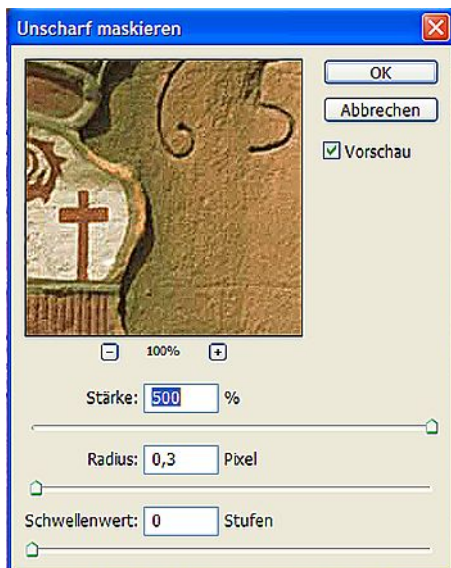 Unscharf maskieren
OK
Abbrechen
Vorschau
100%
Stärke: 500 %
Radius: 0,3 Pixel
Schwellenwert: 0 Stufen